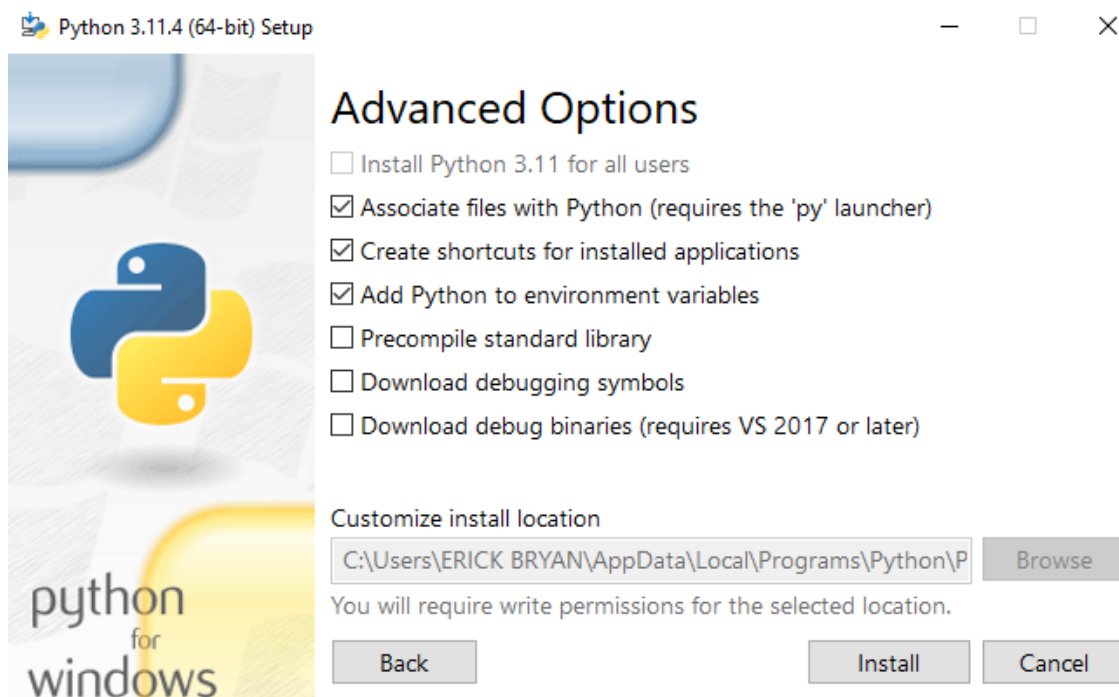 Python 3.11.4 (64-bit) Setup
Advanced Options
Install Python 3.11 for all users
Associate files with Python (requires the 'py' launcher)
Create shortcuts for installed applications
Add Python to environment variables
Precompile standard library
Download debugging symbols
Download debug binaries (requires VS 2017 or later)
Customize install location
C:\Users\ERICK BRYAN\AppData\Local\Programs\Python\P
Browse
You will require write permissions for the selected location.
python
for
windows
Back
Install
Cancel